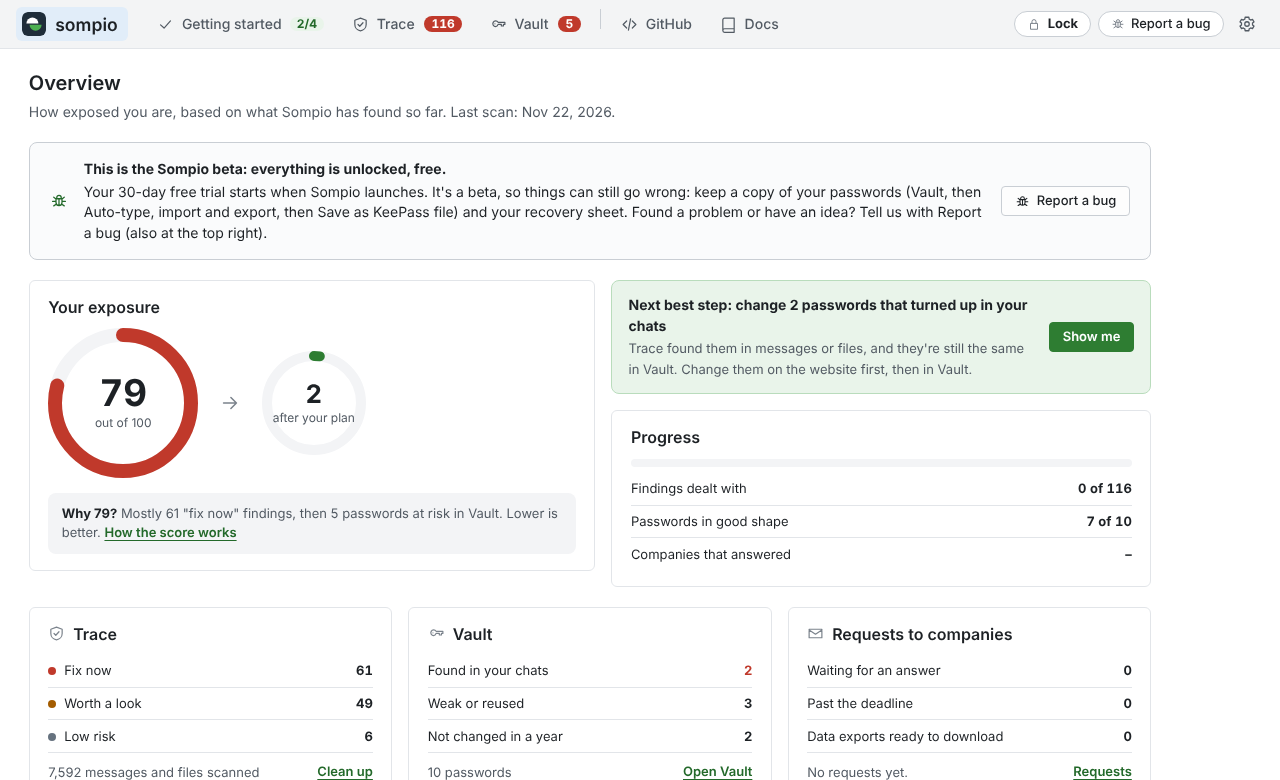 sompio
Getting started 2/4
Trace 116
Vault 5
GitHub
Docs
Lock
Report a bug
Overview
How exposed you are, based on what Sompio has found so far. Last scan: Nov 22, 2026.
This is the Sompio beta: everything is unlocked, free.
Your 30-day free trial starts when Sompio launches. It's a beta, so things can still go wrong: keep a copy of your passwords (Vault, then
Auto-type, import and export, then Save as KeePass file) and your recovery sheet. Found a problem or have an idea? Tell us with Report
a bug (also at the top right).
Report a bug
Your exposure
79
out of 100
2
after your plan
Why 79? Mostly 61 "fix now" findings, then 5 passwords at risk in Vault. Lower is
better. How the score works
Next best step: change 2 passwords that turned up in your
chats
Trace found them in messages or files, and they're still the same
in Vault. Change them on the website first, then in Vault.
Show me
Progress
Findings dealt with 0 of 116
Passwords in good shape 7 of 10
Companies that answered –
Trace
Fix now 61
Worth a look 49
Low risk 6
7,592 messages and files scanned Clean up
Vault
Found in your chats 2
Weak or reused 3
Not changed in a year 2
10 passwords Open Vault
Requests to companies
Waiting for an answer 0
Past the deadline 0
Data exports ready to download 0
No requests yet. Requests